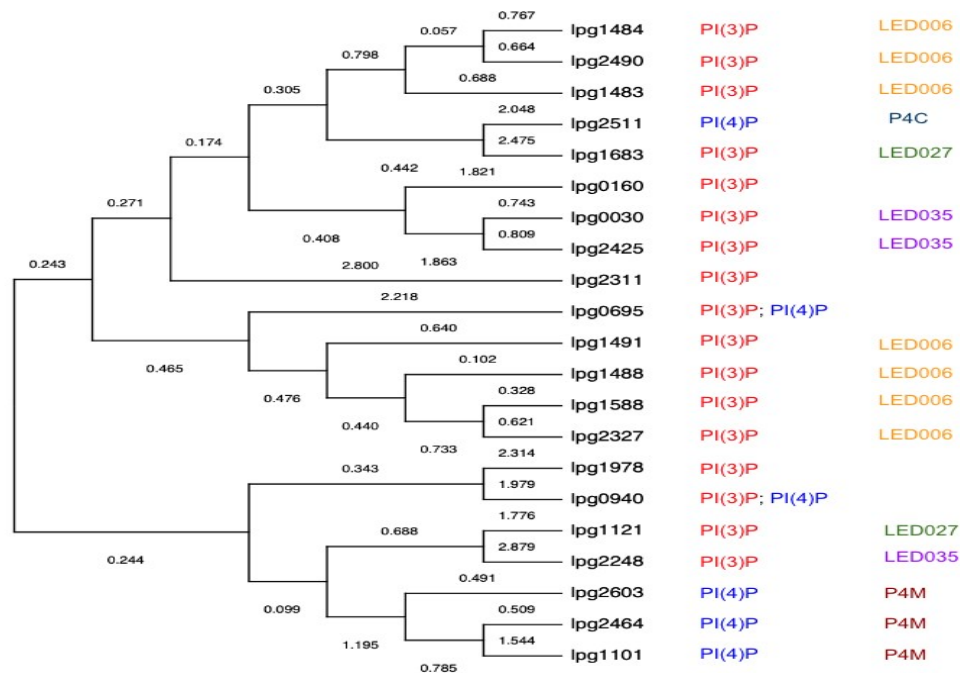 0.767
0.057
lpg1484 PI(3)P LED006
0.798 0.664
lpg2490 PI(3)P LED006
0.688
0.305 lpg1483 PI(3)P LED006
2.048
lpg2511 PI(4)P P4C
0.174 2.475
lpg1683 PI(3)P LED027
0.442 1.821
lpg0160 PI(3)P
0.271 0.743
lpg0030 PI(3)P LED035
0.408 0.809
lpg2425 PI(3)P LED035
0.243 2.800 1.863
lpg2311 PI(3)P
2.218
lpg0695 PI(3)P; PI(4)P
0.640
lpg1491 PI(3)P LED006
0.465 0.102
lpg1488 PI(3)P LED006
0.476 0.328
lpg1588 PI(3)P LED006
0.440 0.621
lpg2327 PI(3)P LED006
0.733 2.314
0.343 lpg1978 PI(3)P
1.979
lpg0940 PI(3)P; PI(4)P
1.776
0.688 lpg1121 PI(3)P LED027
2.879
0.244 lpg2248 PI(3)P LED035
0.491
lpg2603 PI(4)P P4M
0.099 0.509
lpg2464 PI(4)P P4M
1.195 1.544
lpg1101 PI(4)P P4M
0.785